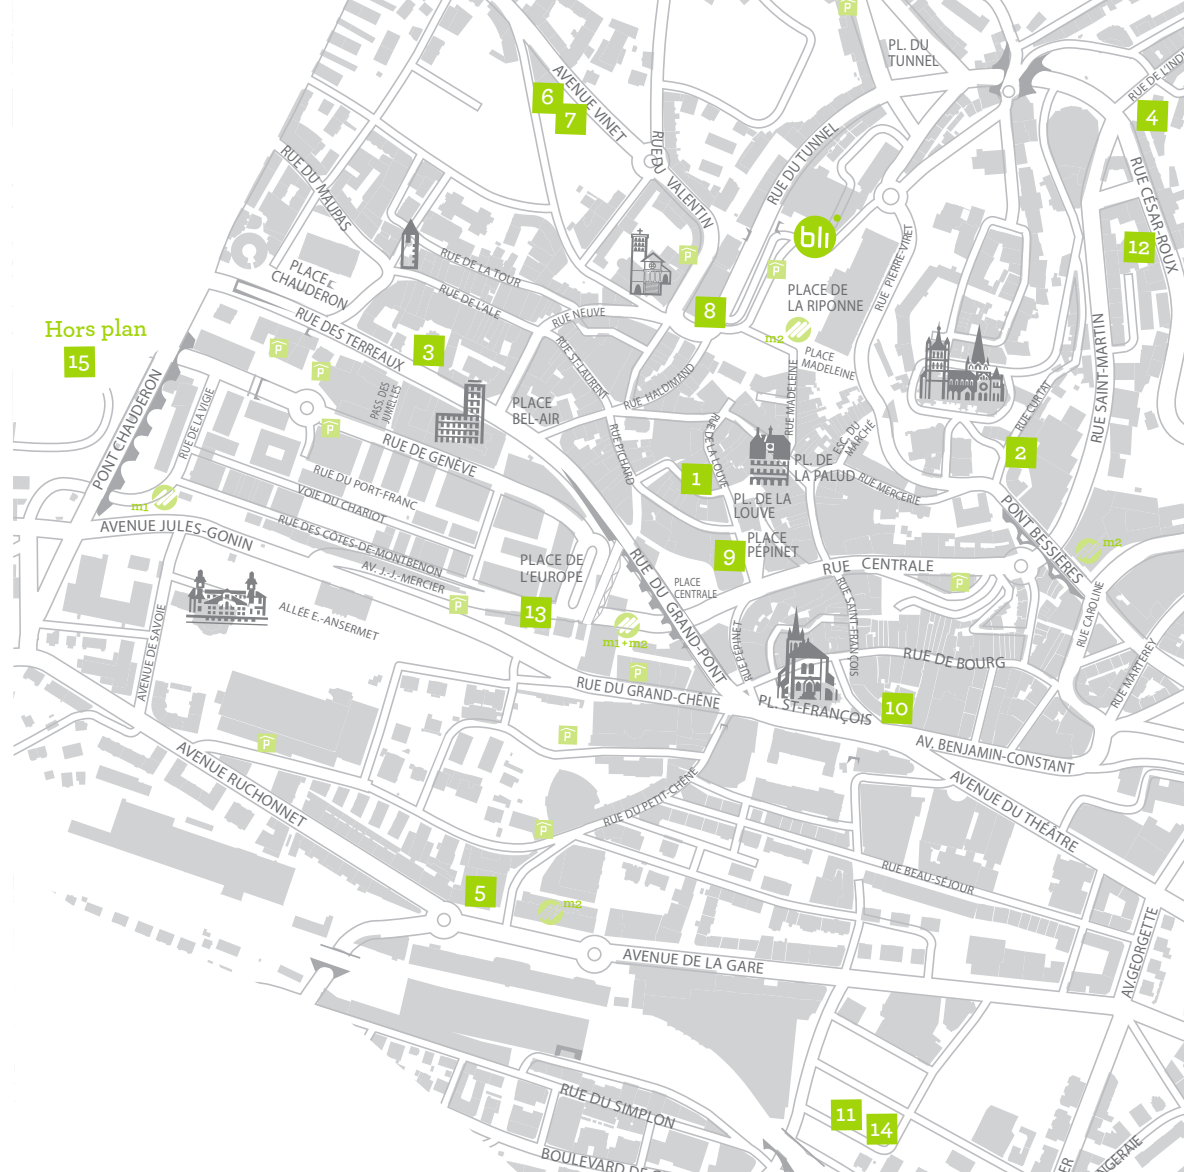 P
PL. DU
TUNNEL
RUE DE L'INDÉ
AVENUE VINET
6
7
4
RUE DU TUNNEL
RUE DU VALENTIN
RUE DU MAUPAS
RUE CÉSAR-ROUX
bli
12
P
P
RUE PIERRE-VIRET
RUE DE LA TOUR
PLACE
CHAUDERON
RUE DE L'ALE
PLACE DE
LA RIPONNE
8
RUE NEUVE
m2
Hors plan
15
RUE DES TERREAUX
3
P
P
PLACE
MADELEINE
RUE SAINT-MARTIN
RUE ST-LAURENT
RUE HALDIMAND
RUE MADELEINE
PONT CHAUDERON
RUE DE LA VIGIE
PASS. DES
JUMELLES
PLACE
BEL-AIR
RUE CURTAT
P
RUE DE GENÈVE
RUE PICHARD
RUE DE LA LOUVE
ESC. DU
MARCHÉ
2
PL. DE
LA PALUD
1
RUE MERCERIE
PL. DE LA
LOUVE
RUE DU PORT-FRANC
VOIE DU CHARIOT
m1
PONT BESSIÈRES
AVENUE JULES-GONIN
RUE DES CÔTES-DE-MONTBENON
AV. J.-J.-MERCIER
PLACE DE
L'EUROPE
RUE DU GRAND-PONT
9
PLACE
PÉPINET
m2
RUE CENTRALE
PLACE
CENTRALE
P
ALLÉE E.-ANSERMET
P
13
m1+m2
RUE PÉPINET
RUE SAINT-FRANÇOIS
RUE CAROLINE
AVENUE DE SAVOIE
RUE DE BOURG
RUE MARTEREY
P
RUE DU GRAND-CHÊNE
PL. ST-FRANÇOIS
10
P
P
AV. BENJAMIN-CONSTANT
AVENUE RUCHONNET
AVENUE DU THÉÂTRE
RUE DU PETIT-CHÊNE
P
RUE BEAU-SÉJOUR
5
m2
AV.GEORGETTE
AVENUE DE LA GARE
RUE DU SIMPLON
11
14
BOULEVARD DE